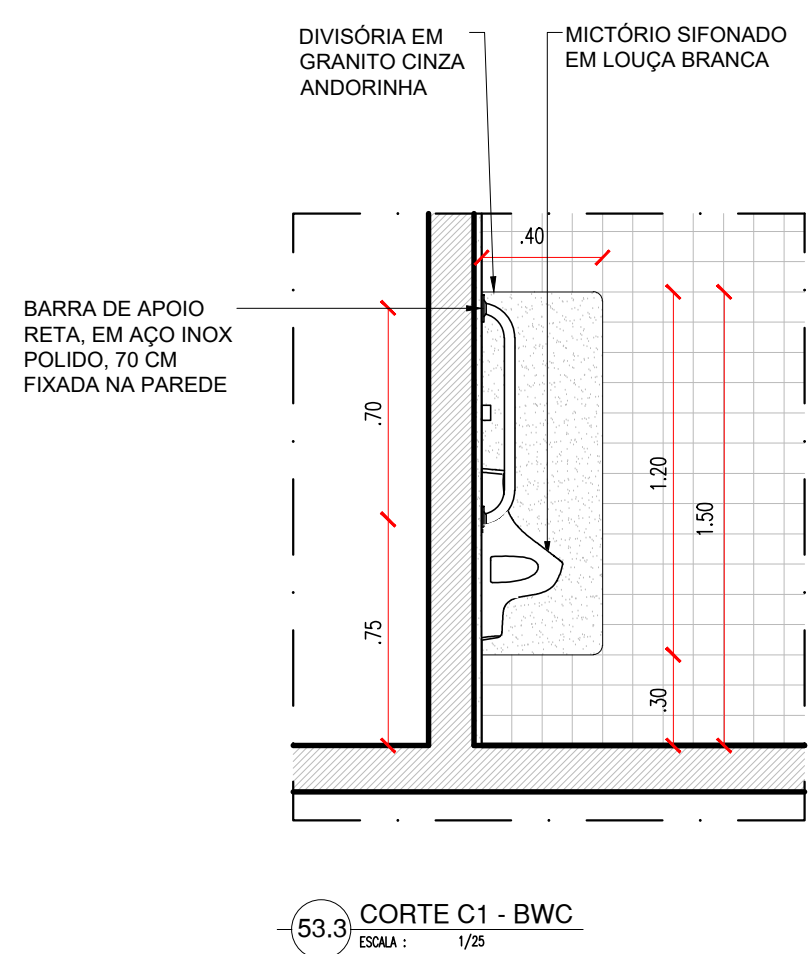 DIVISÓRIA EM
GRANITO CINZA
ANDORINHA
MICTÓRIO SIFONADO
EM LOUÇA BRANCA
.40
BARRA DE APOIO
RETA, EM AÇO INOX
POLIDO, 70 CM
FIXADA NA PAREDE
.70
1.20
1.50
.75
.30
53.3
CORTE C1 - BWC
ESCALA : 1/25